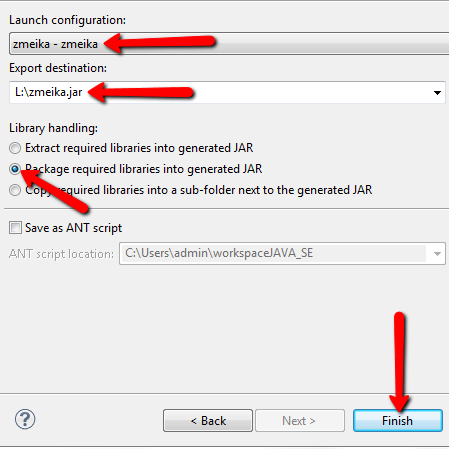 Launch configuration:
zmeika - zmeika
Export destination:
L:\zmeika.jar
Library handling:
Extract required libraries into generated JAR
Package required libraries into generated JAR
Copy required libraries into a sub-folder next to the generated JAR
Save as ANT script
ANT script location: C:\Users\admin\workspaceJAVA_SE
? < Back Next > Finish